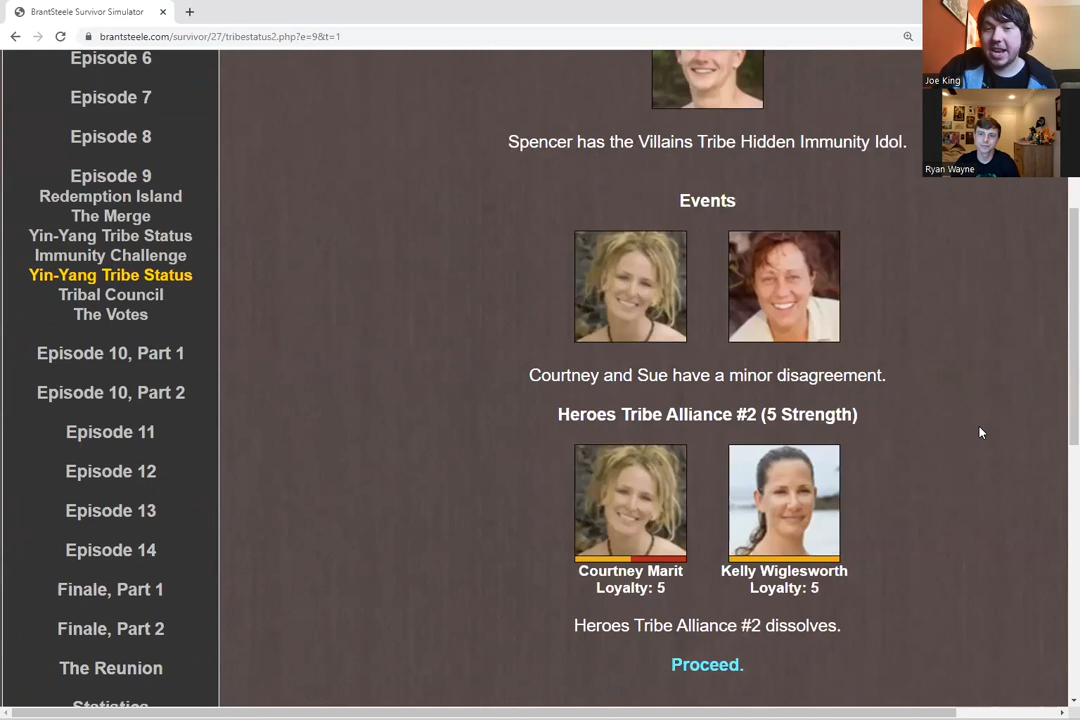 BrantSteele Survivor Simulator
brantsteele.com/survivor/27/tribestatus2.php?e=9&t=1
Joe King
Ryan Wayne
Episode 6
Episode 7
Episode 8
Episode 9
Redemption Island
The Merge
Yin-Yang Tribe Status
Immunity Challenge
Yin-Yang Tribe Status
Tribal Council
The Votes
Episode 10, Part 1
Episode 10, Part 2
Episode 11
Episode 12
Episode 13
Episode 14
Finale, Part 1
Finale, Part 2
The Reunion
Statistics
Spencer has the Villains Tribe Hidden Immunity Idol.
Events
Courtney and Sue have a minor disagreement.
Heroes Tribe Alliance #2 (5 Strength)
Courtney Marit
Loyalty: 5
Kelly Wiglesworth
Loyalty: 5
Heroes Tribe Alliance #2 dissolves.
Proceed.